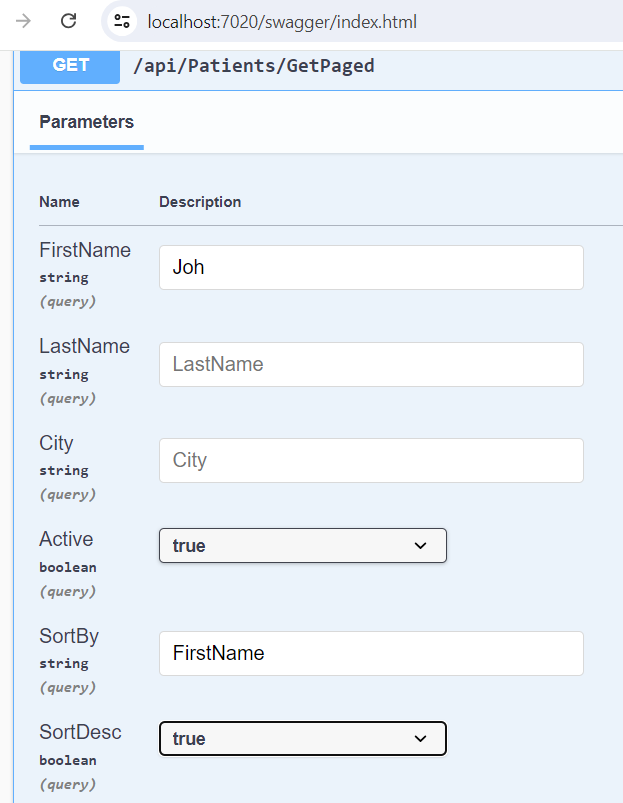 localhost:7020/swagger/index.html
GET /api/Patients/GetPaged
Parameters
Name Description
FirstName
string
(query)
Joh
LastName
string
(query)
LastName
City
string
(query)
City
Active
boolean
(query)
true
SortBy
string
(query)
FirstName
SortDesc
boolean
(query)
true